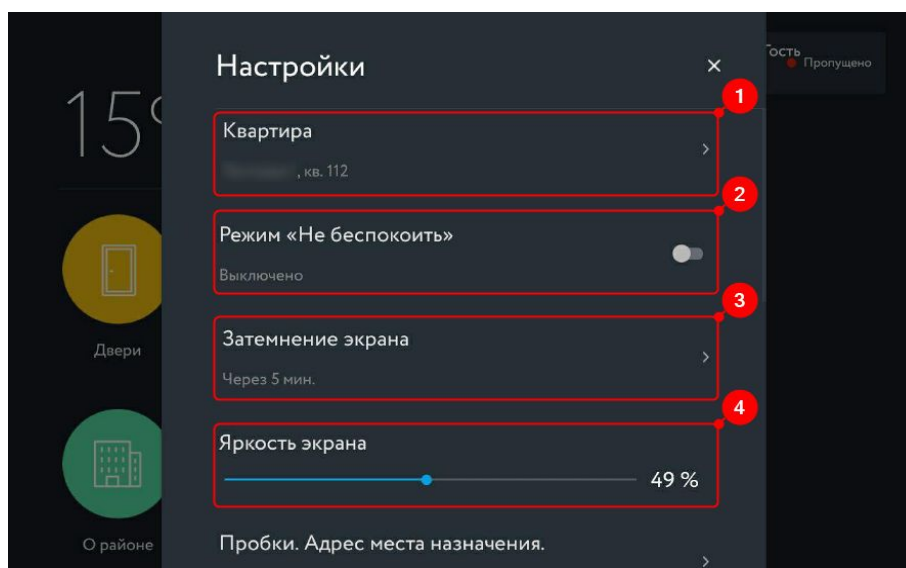 Настройки
×
15°
Гость
Пропущено
1
Квартира
, кв. 112
2
Режим «Не беспокоить»
Выключено
3
Затемнение экрана
Через 5 мин.
Двери
4
Яркость экрана
49 %
О районе
Пробки. Адрес места назначения.